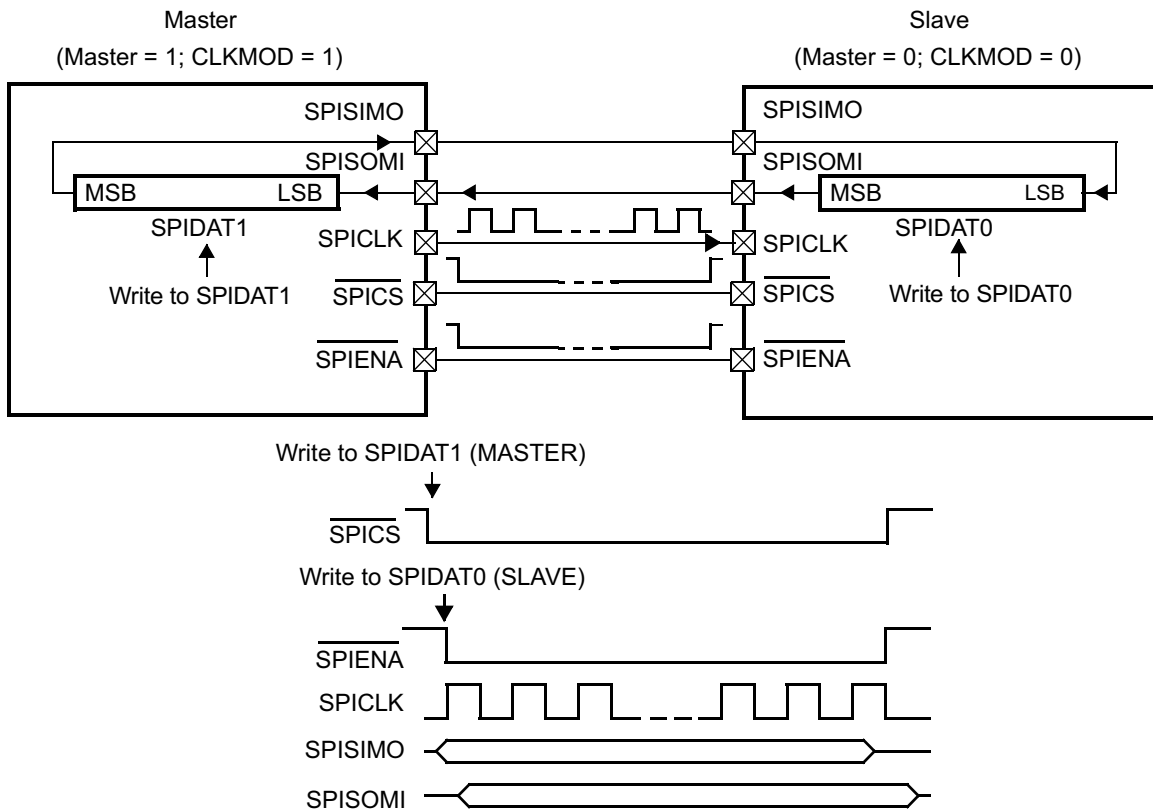 Master
(Master = 1; CLKMOD = 1)
Slave
(Master = 0; CLKMOD = 0)
SPISIMO
SPISIMO
SPISOMI
SPISOMI
MSB LSB
MSB LSB
SPIDAT1
SPIDAT0
SPICLK
SPICLK
Write to SPIDAT1
Write to SPIDAT0
SPICS
SPICS
SPIENA
SPIENA
Write to SPIDAT1 (MASTER)
SPICS
Write to SPIDAT0 (SLAVE)
SPIENA
SPICLK
SPISIMO
SPISOMI